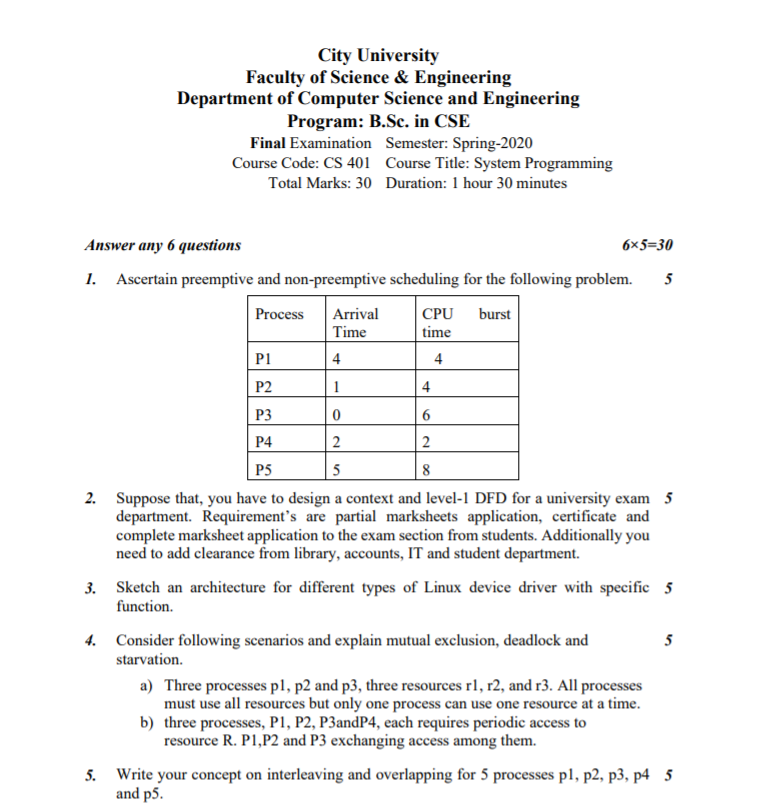 City University
Faculty of Science & Engineering
Department of Computer Science and Engineering
Program: B.Sc. in CSE
Final Examination Semester: Spring-2020
Course Code: CS 401 Course Title: System Programming
Total Marks: 30 Duration: 1 hour 30 minutes
Answer any 6 questions 6×5=30
1. Ascertain preemptive and non-preemptive scheduling for the following problem. 5
Process Arrival CPU burst
Time time
P1 4 4
P2 1 4
P3 0 6
P4 2 2
P5 5 8
2. Suppose that, you have to design a context and level-1 DFD for a university exam 5
department. Requirement's are partial marksheets application, certificate and
complete marksheet application to the exam section from students. Additionally you
need to add clearance from library, accounts, IT and student department.
3. Sketch an architecture for different types of Linux device driver with specific 5
function.
4. Consider following scenarios and explain mutual exclusion, deadlock and 5
starvation.
a) Three processes p1, p2 and p3, three resources r1, r2, and r3. All processes
must use all resources but only one process can use one resource at a time.
b) three processes, P1, P2, P3andP4, each requires periodic access to
resource R. P1,P2 and P3 exchanging access among them.
5. Write your concept on interleaving and overlapping for 5 processes p1, p2, p3, p4 5
and p5.